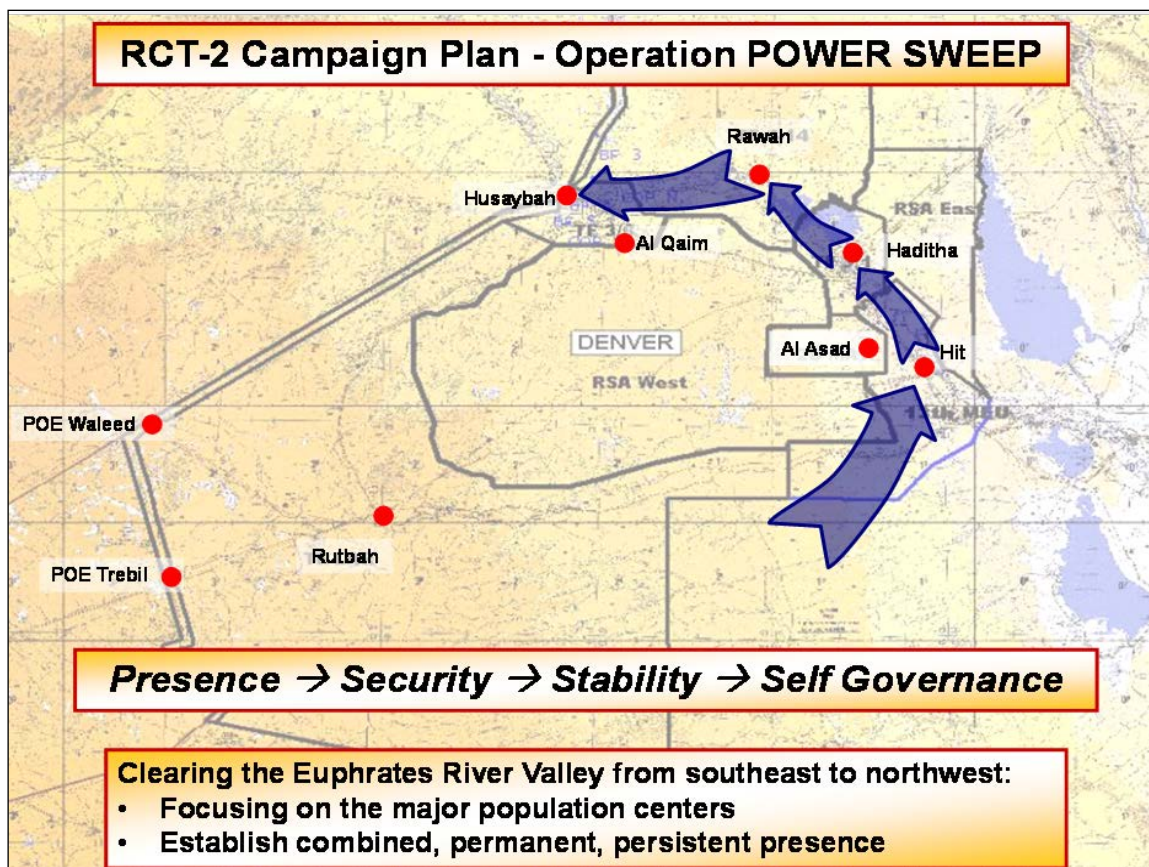 RCT-2 Campaign Plan - Operation POWER SWEEP
Rawah
Husaybah
RSA East
Al Qaim
Haditha
DENVER
Al Asad
RSA West
Hit
13th MEU
POE Waleed
Rutbah
POE Trebil
Presence → Security → Stability → Self Governance
Clearing the Euphrates River Valley from southeast to northwest:
• Focusing on the major population centers
• Establish combined, permanent, persistent presence